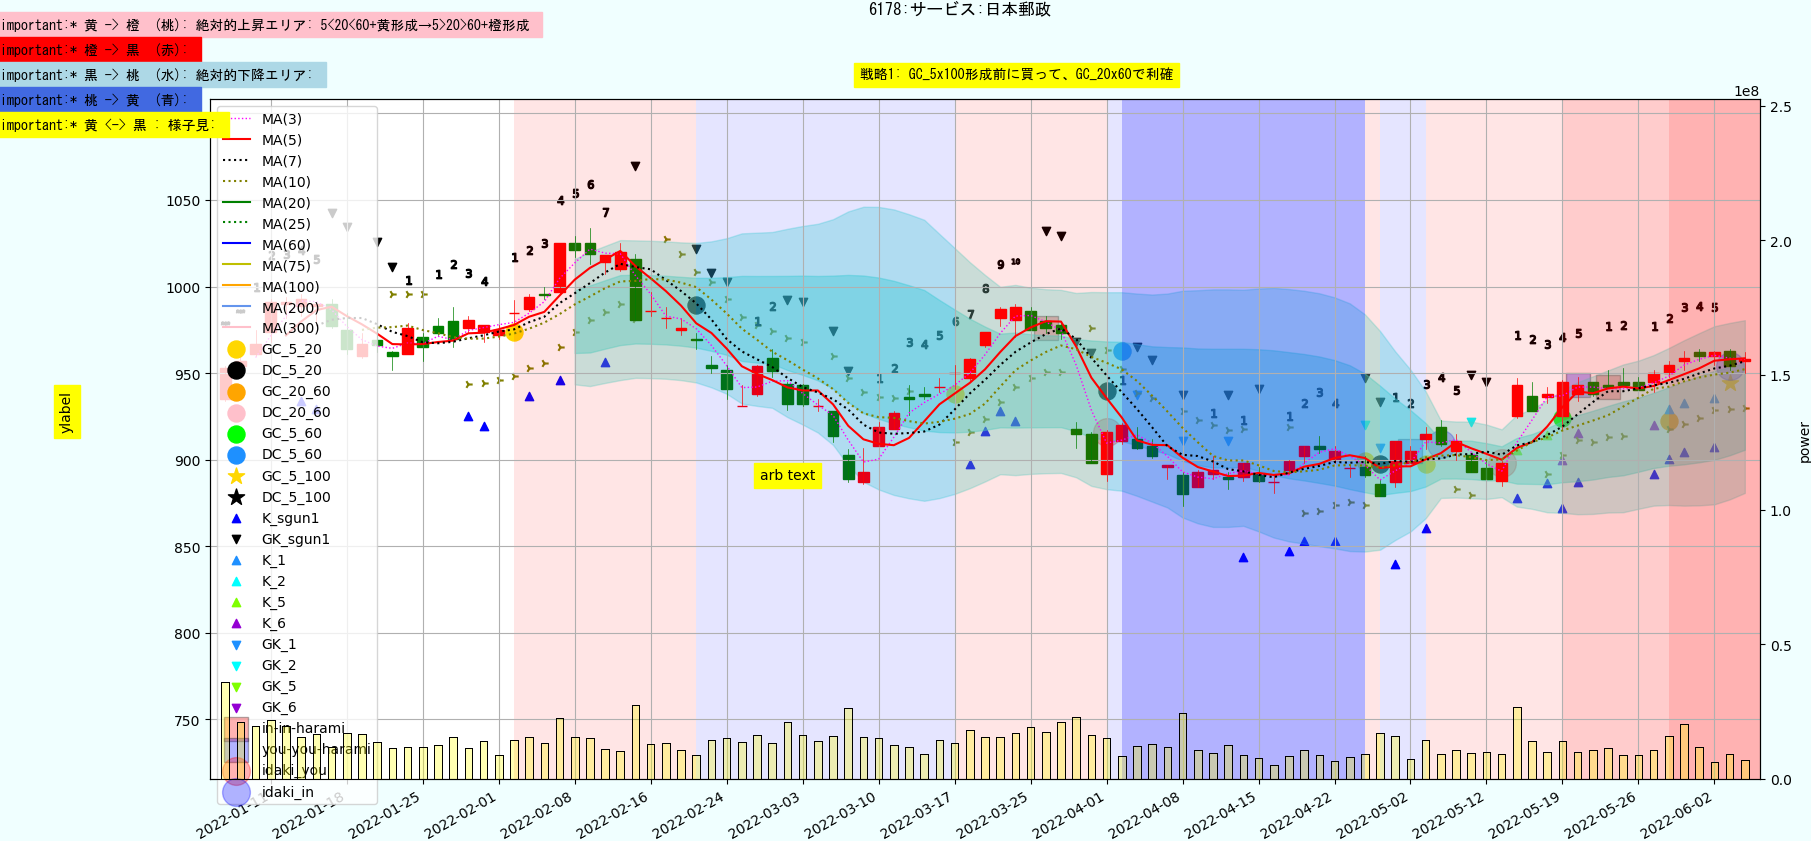 6178:サービス:日本郵政
important:* 黄 -> 橙 (桃): 絶対的上昇エリア: 5<20<60+黄形成→5>20>60+橙形成
important:* 橙 -> 黒 (赤):
important:* 黒 -> 桃 (水): 絶対的下降エリア:
important:* 桃 -> 黄 (青):
important:* 黄 <-> 黒 : 様子見:
戦略1: GC_5x100形成前に買って、GC_20x60で利確
1e8
MA(3)
MA(5)
MA(7)
MA(10)
MA(20)
MA(25)
MA(60)
MA(75)
MA(100)
MA(200)
MA(300)
GC_5_20
DC_5_20
GC_20_60
DC_20_60
GC_5_60
DC_5_60
GC_5_100
DC_5_100
K_sgun1
GK_sgun1
K_1
K_2
K_5
K_6
GK_1
GK_2
GK_5
GK_6
in-in-harami
you-you-harami
idaki_you
idaki_in
ylabel
1050
1000
950
900
850
800
750
arb text
power
2.5
2.0
1.5
1.0
0.5
0.0
2022-01-11
2022-01-18
2022-01-25
2022-02-01
2022-02-08
2022-02-16
2022-02-24
2022-03-03
2022-03-10
2022-03-17
2022-03-25
2022-04-01
2022-04-08
2022-04-15
2022-04-22
2022-05-02
2022-05-12
2022-05-19
2022-05-26
2022-06-02